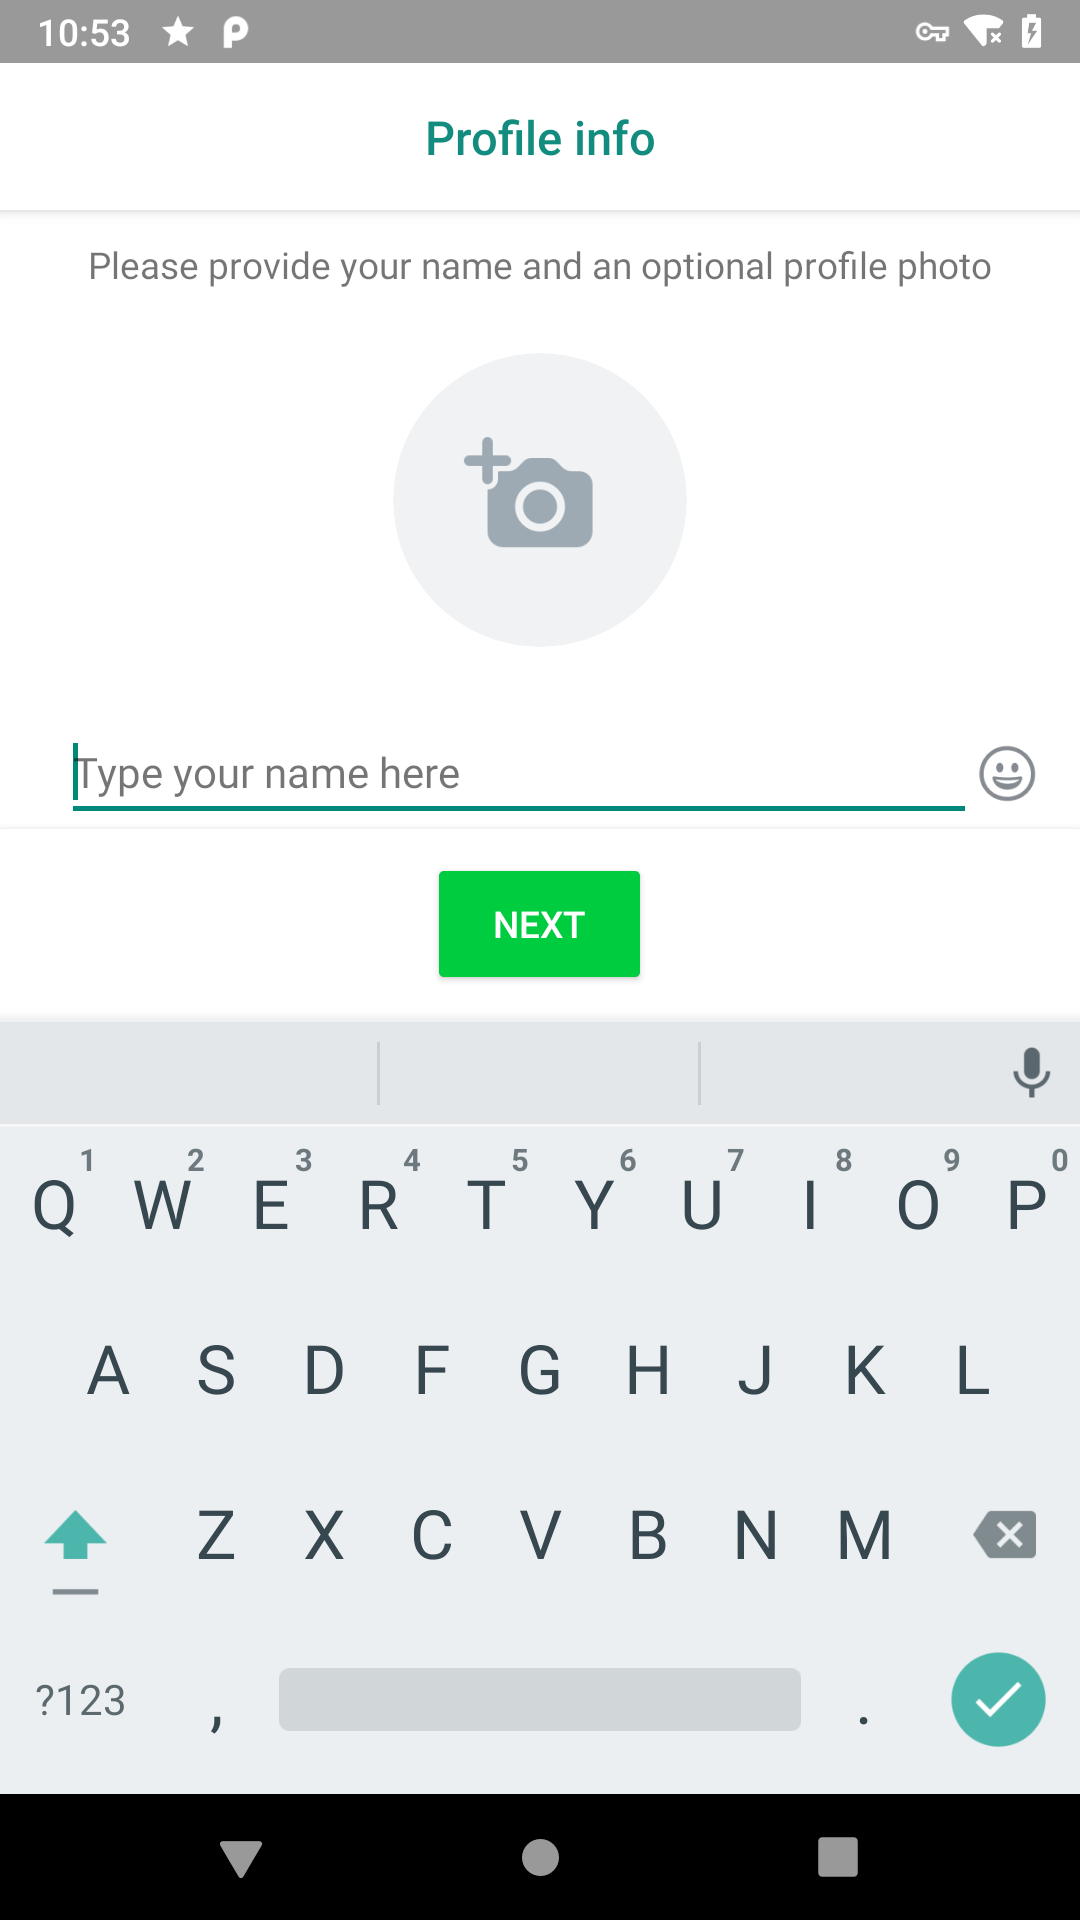 10:53
Profile info
Please provide your name and an optional profile photo
Type your name here
NEXT
1 2 3 4 5 6 7 8 9 0
Q W E R T Y U I O P
A S D F G H J K L
Z X C V B N M
?123 , .